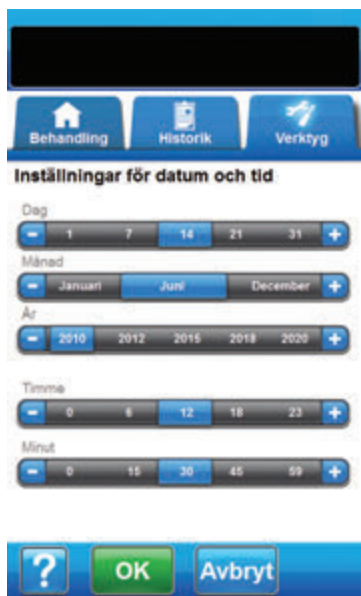 Behandling Historik Verktyg
Inställningar för datum och tid
Dag
- 1 7 14 21 31 +
Månad
- Januari Juni December +
År
- 2010 2012 2015 2018 2020 +
Timme
- 0 6 12 18 23 +
Minut
- 0 15 30 45 59 +
? OK Avbryt